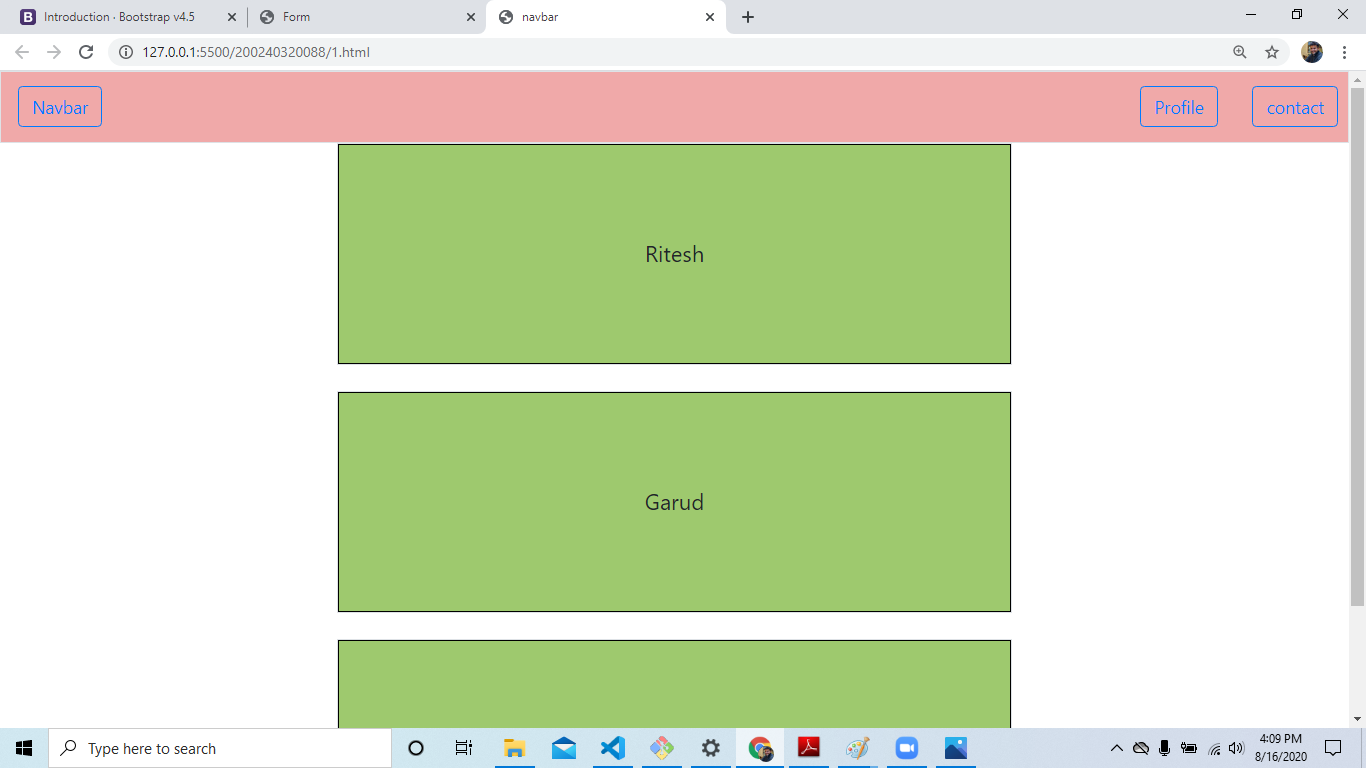 Introduction · Bootstrap v4.5
Form
navbar
127.0.0.1:5500/200240320088/1.html
Navbar
Profile
contact
Ritesh
Garud
Type here to search
4:09 PM
8/16/2020